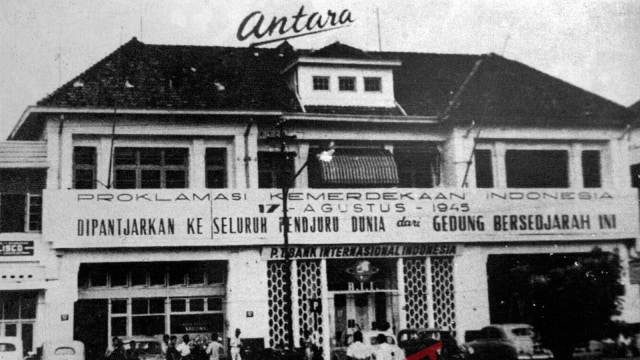 Antara
PROKLAMASI KEMERDEKAAN INDONESIA
17 - AGUSTUS - 1945
DIPANTJARKAN KE SELURUH PENDJURU DUNIA dari GEDUNG BERSEDJARAH INI
P.T. BANK INTERNASIONAL INDONESIA
B.I.I.